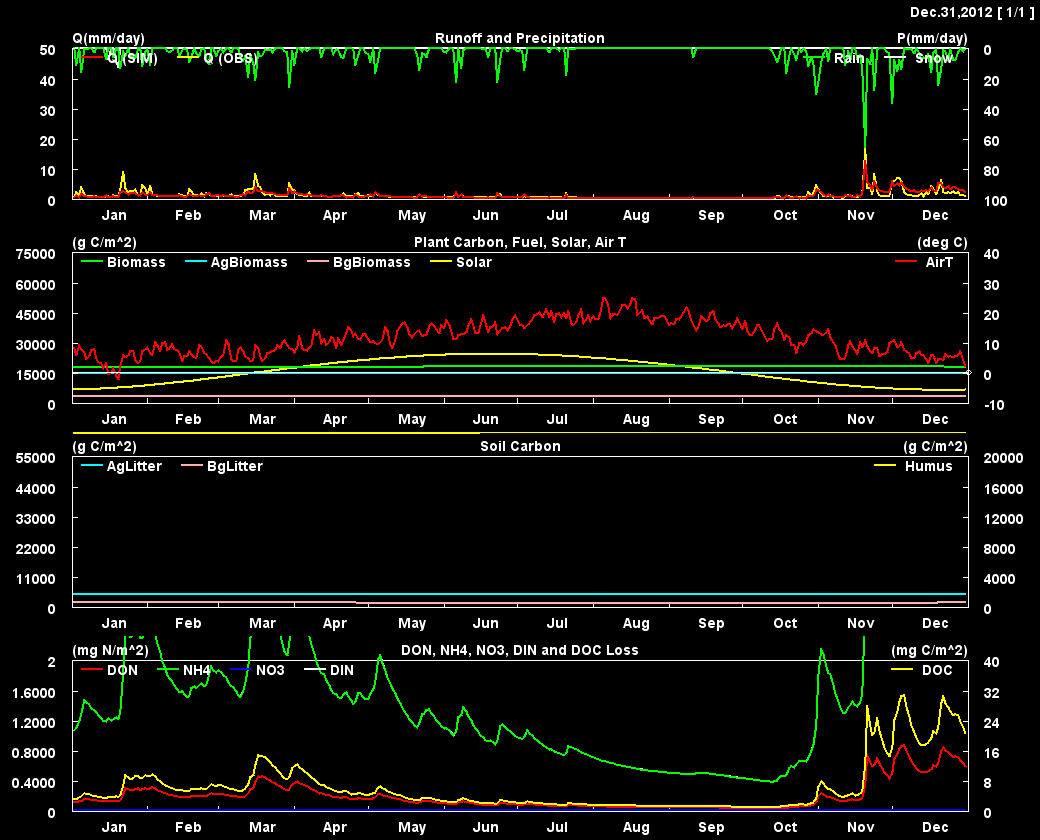 Dec.31,2012 [ 1/1 ]
Q(mm/day) Runoff and Precipitation P(mm/day)
Q (SIM) Q (OBS) Rain Snow
50 0
40 20
30 40
20 60
10 80
0 100
Jan Feb Mar Apr May Jun Jul Aug Sep Oct Nov Dec
(g C/m^2) Plant Carbon, Fuel, Solar, Air T (deg C)
75000 40
Biomass AgBiomass BgBiomass Solar AirT
60000 30
45000 20
30000 10
15000 0
0 -10
Jan Feb Mar Apr May Jun Jul Aug Sep Oct Nov Dec
(g C/m^2) Soil Carbon (g C/m^2)
55000 20000
AgLitter BgLitter Humus
44000 16000
33000 12000
22000 8000
11000 4000
0 0
Jan Feb Mar Apr May Jun Jul Aug Sep Oct Nov Dec
(mg N/m^2) DON, NH4, NO3, DIN and DOC Loss (mg C/m^2)
2 40
DON NH4 NO3 DIN DOC
1.6000 32
1.2000 24
0.8000 16
0.4000 8
0 0
Jan Feb Mar Apr May Jun Jul Aug Sep Oct Nov Dec